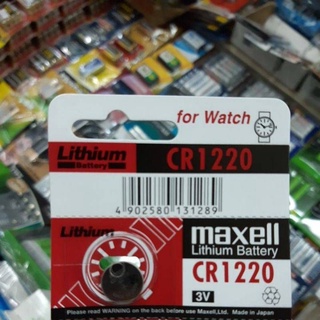 for Watch
Lithium
Battery
CR1220
4 902580 131289
Lithium
maxell
Lithium Battery
CR1220
3V
Please read WARNING on the back before use Maxell,Ltd. Made in Japan